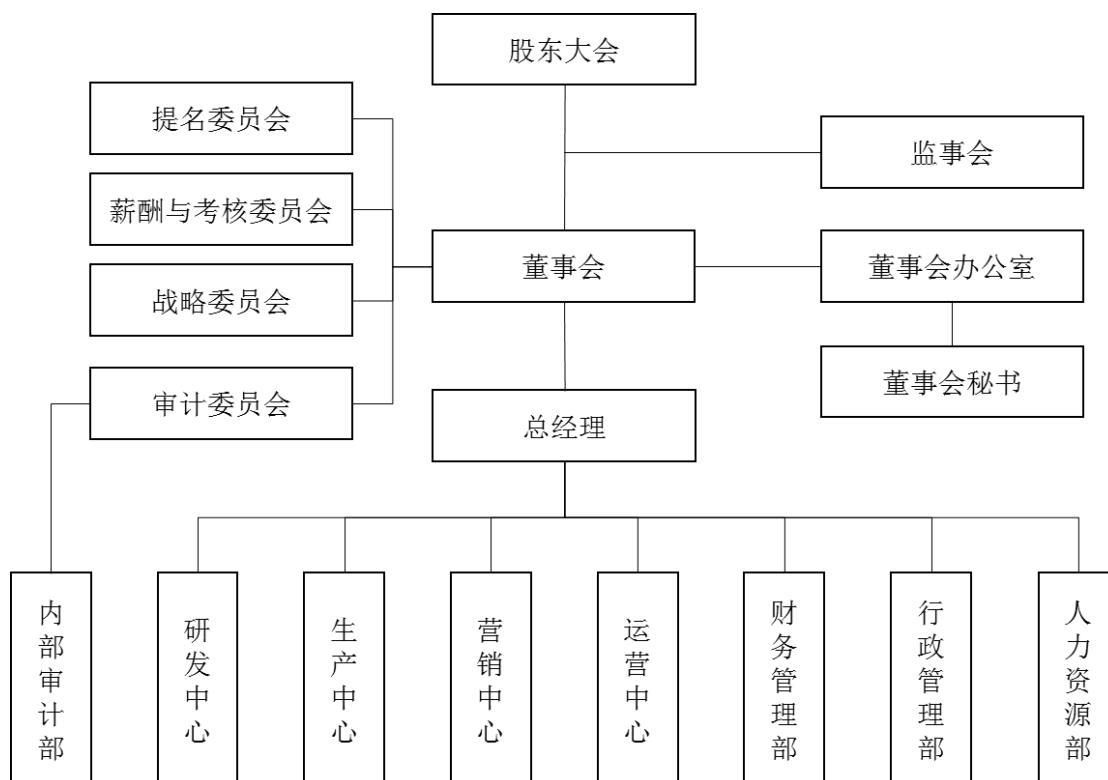 股东大会
提名委员会
监事会
薪酬与考核委员会
董事会
董事会办公室
战略委员会
董事会秘书
审计委员会
总经理
内部审计部
研发中心
生产中心
营销中心
运营中心
财务管理部
行政管理部
人力资源部